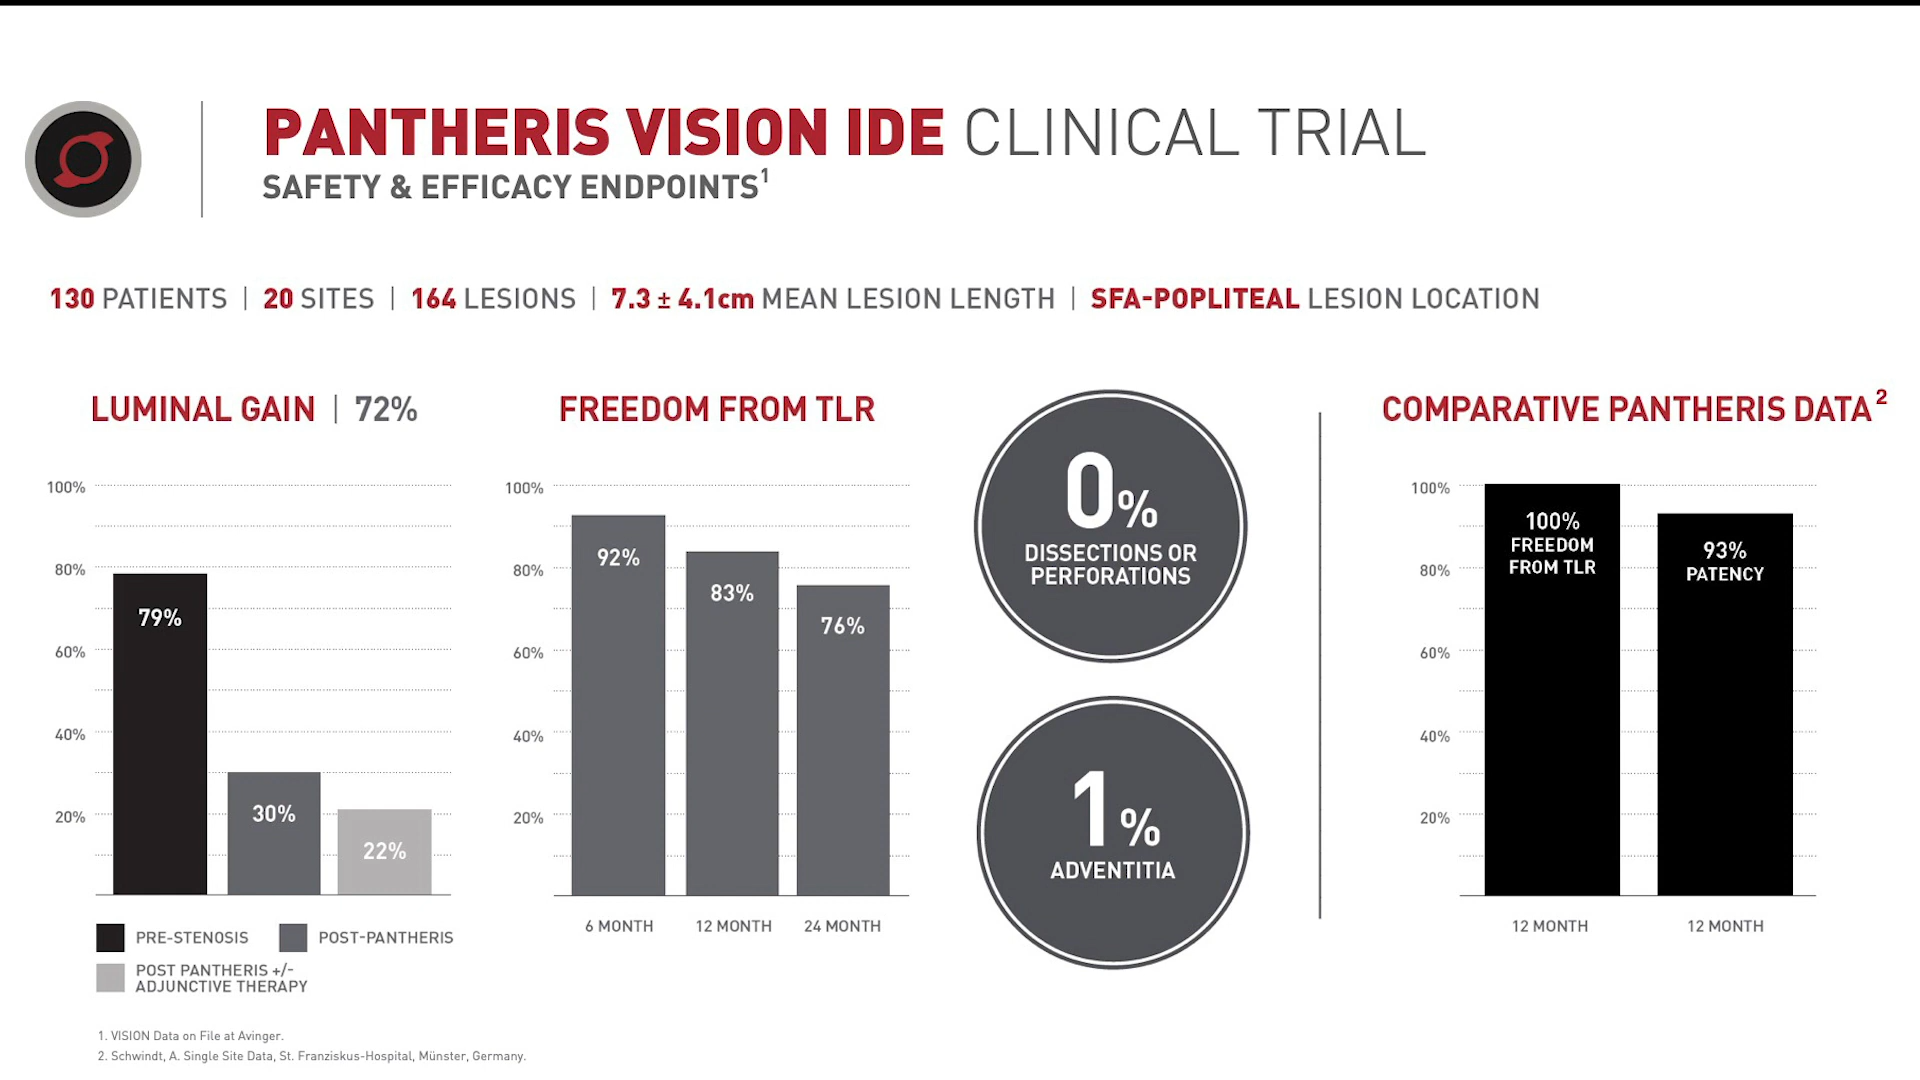 PANTHERIS VISION IDE CLINICAL TRIAL
SAFETY & EFFICACY ENDPOINTS¹
130 PATIENTS | 20 SITES | 164 LESIONS | 7.3 ± 4.1cm MEAN LESION LENGTH | SFA-POPLITEAL LESION LOCATION
LUMINAL GAIN | 72%
100%
80%
60%
40%
20%
79%
30%
22%
PRE-STENOSIS
POST-PANTHERIS
POST PANTHERIS +/-
ADJUNCTIVE THERAPY
FREEDOM FROM TLR
100%
80%
60%
40%
20%
92%
83%
76%
6 MONTH
12 MONTH
24 MONTH
0%
DISSECTIONS OR
PERFORATIONS
1%
ADVENTITIA
COMPARATIVE PANTHERIS DATA²
100%
80%
60%
40%
20%
100%
FREEDOM
FROM TLR
93%
PATENCY
12 MONTH
12 MONTH
1. VISION Data on File at Avinger.
2. Schwindt, A. Single Site Data, St. Franziskus-Hospital, Münster, Germany.